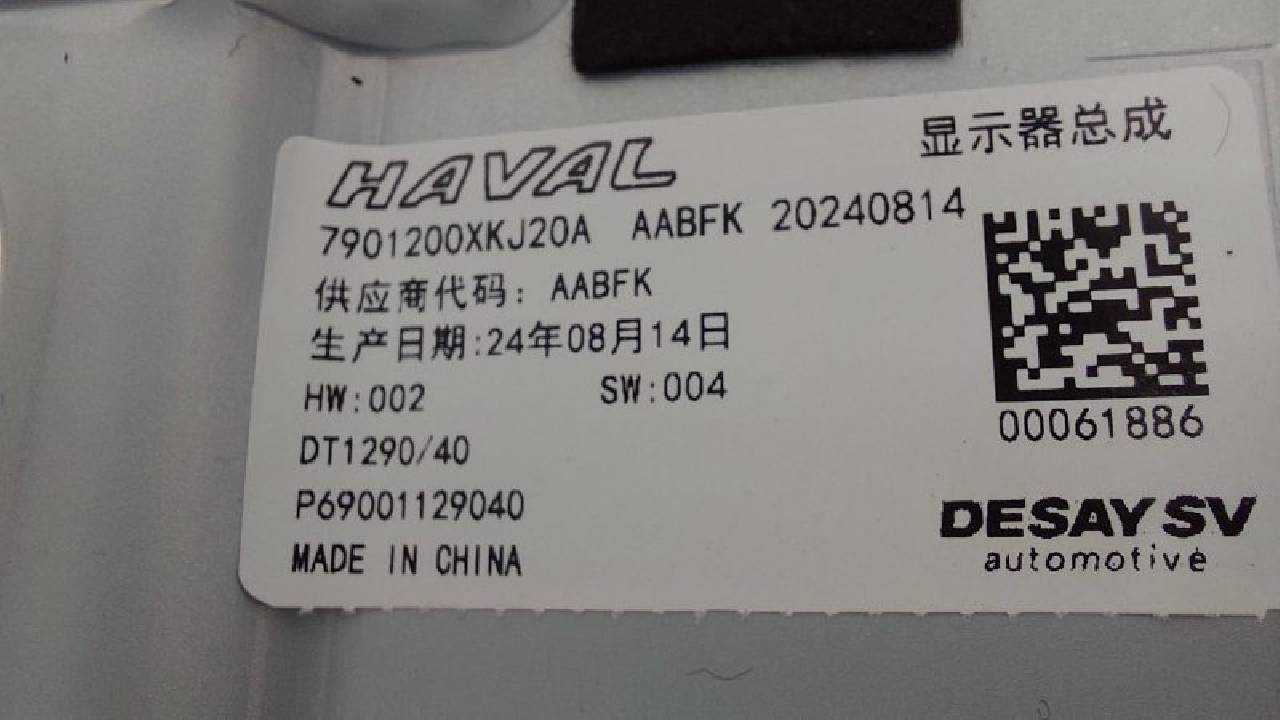 显示器总成
HAVAL
7901200XKJ20A AABFK 20240814
供应商代码: AABFK
生产日期:24年08月14日
HW:002 SW:004
00061886
DT1290/40
P69001129040
DESAY SV
automotive
MADE IN CHINA